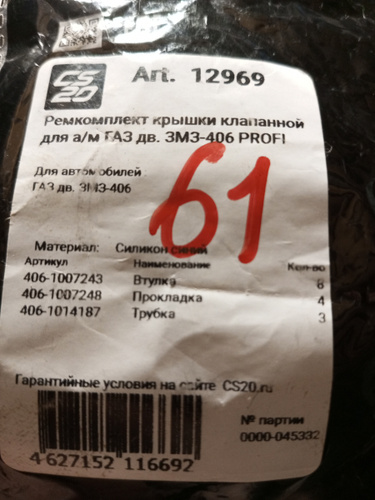 CS
20
Art. 12969
Ремкомплект крышки клапанной
для а/м ГАЗ дв. ЗМЗ-406 PROFI
Для автомобилей
ГАЗ дв. ЗМЗ-406
61
Материал: Силикон синий
Артикул Наименование Кол-во
406-1007243 Втулка 8
406-1007248 Прокладка 4
406-1014187 Трубка 3
Гарантийные условия на сайте CS20.ru
№ партии
0000-045332
4 627152 116692